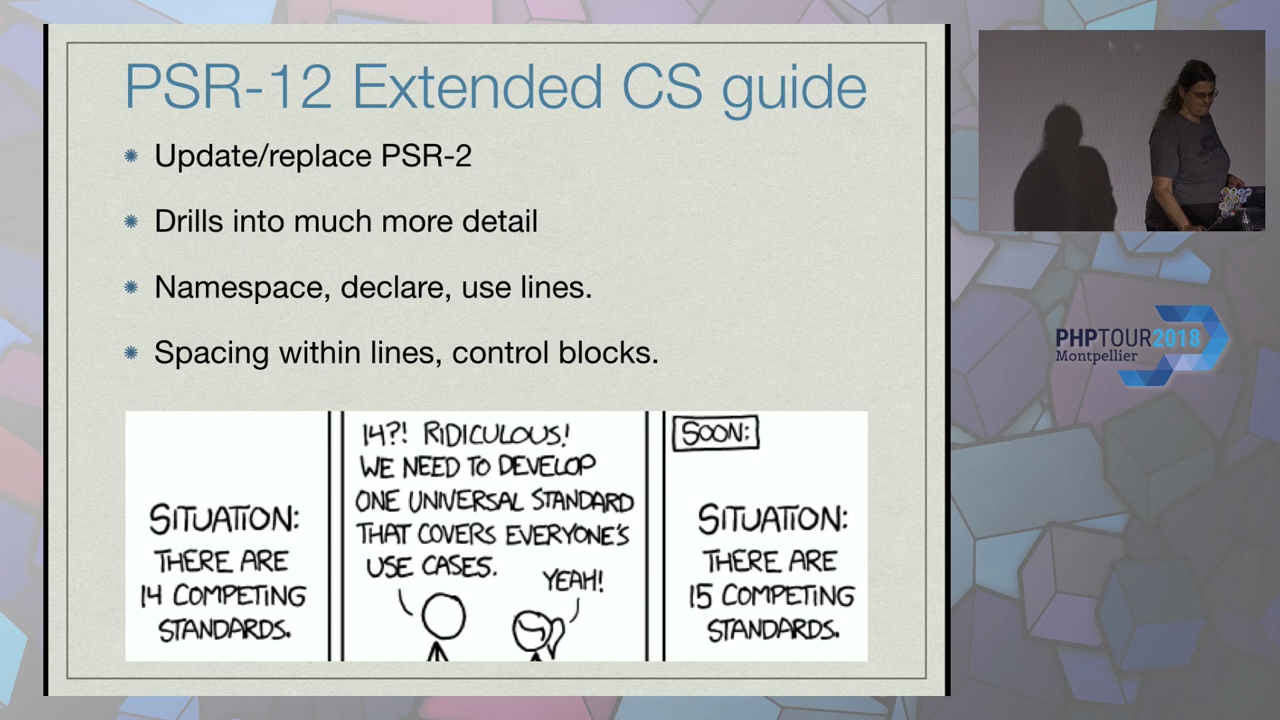 PSR-12 Extended CS guide
Update/replace PSR-2
Drills into much more detail
Namespace, declare, use lines.
Spacing within lines, control blocks.
SITUATION:
THERE ARE
14 COMPETING
STANDARDS.
14?! RIDICULOUS!
WE NEED TO DEVELOP
ONE UNIVERSAL STANDARD
THAT COVERS EVERYONE'S
USE CASES.
YEAH!
SOON:
SITUATION:
THERE ARE
15 COMPETING
STANDARDS.
PHPTOUR2018
Montpellier